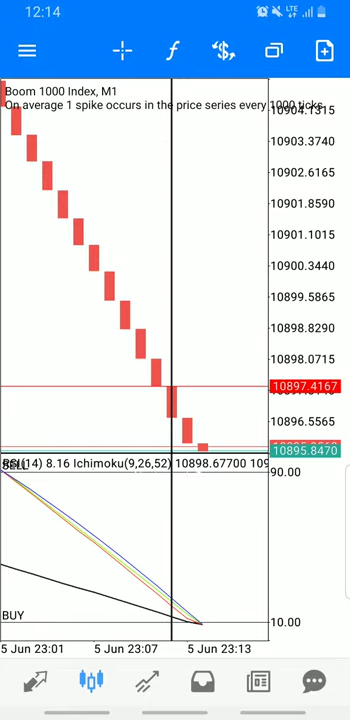 12:14
LTE
f
Boom 1000 Index, M1
On average 1 spike occurs in the price series every 1000 ticks
10904.1315
10903.3740
10902.6165
10901.8590
10901.1015
10900.3440
10899.5865
10898.8290
10898.0715
10897.4167
10896.5565
10895.8470
RSI(14) 8.16 Ichimoku(9,26,52) 10898.67700 109
SELL
90.00
BUY
10.00
5 Jun 23:01 5 Jun 23:07 5 Jun 23:13